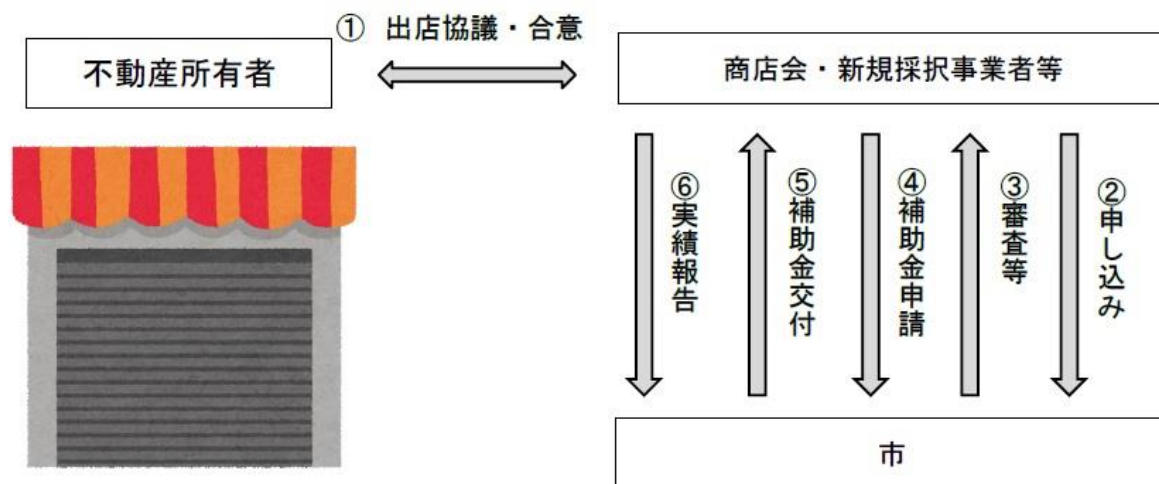 ① 出店協議・合意
不動産所有者
商店会・新規採択事業者等
⑥実績報告
⑤補助金交付
④補助金申請
③審査等
②申し込み
市